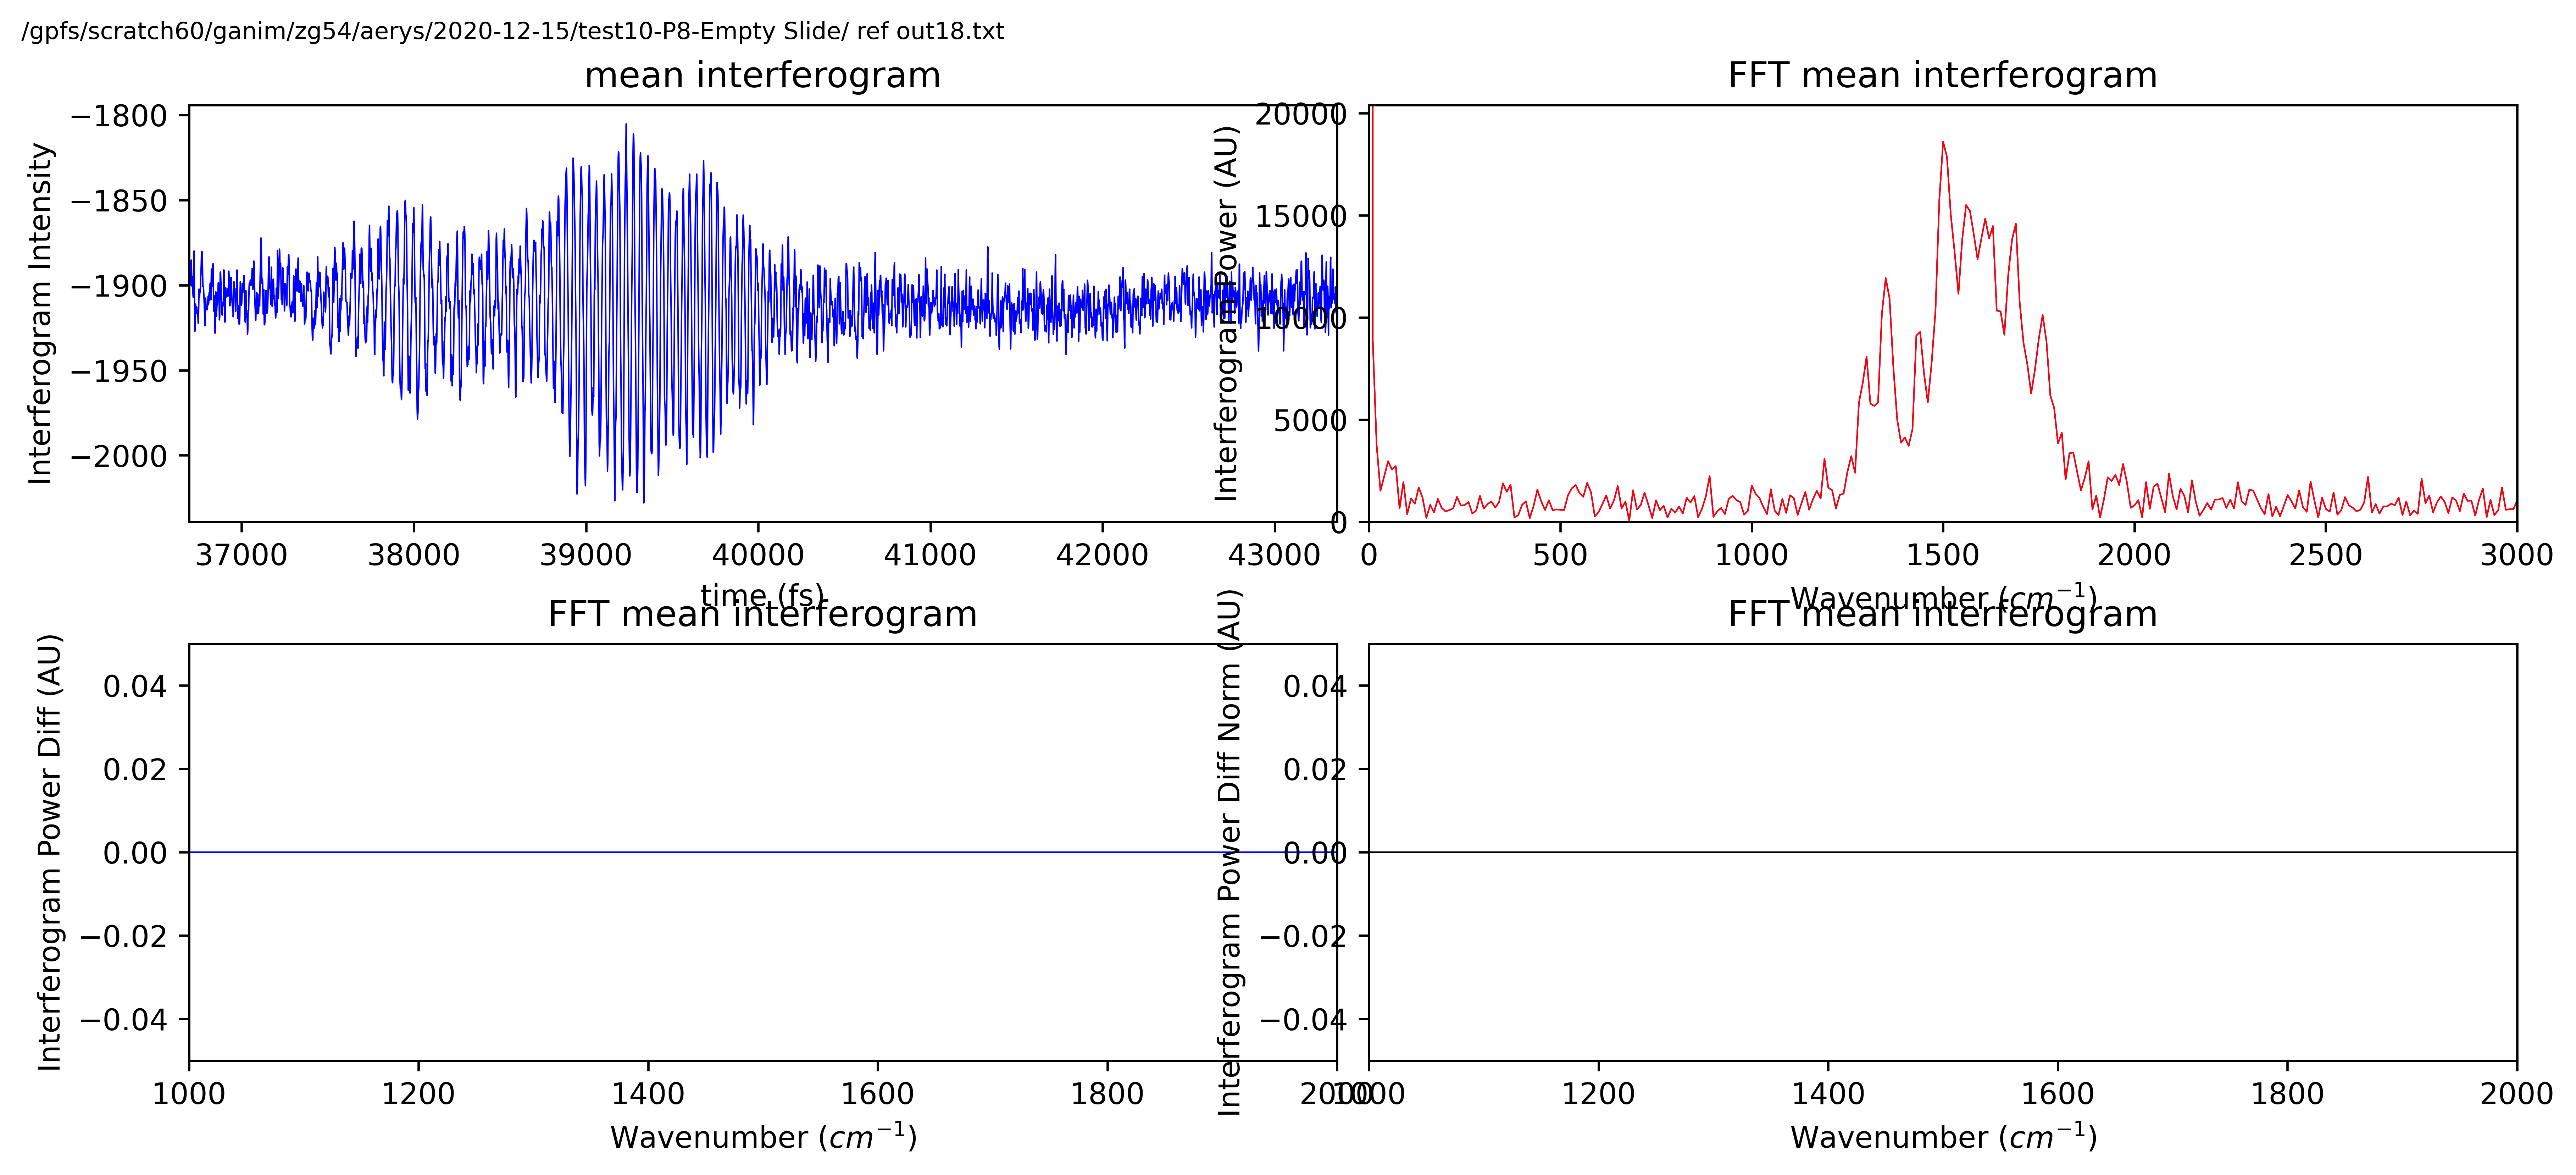 /gpfs/scratch60/ganim/zg54/aerys/2020-12-15/test10-P8-Empty Slide/ ref out18.txt
mean interferogram
Interferogram Intensity
−1800
−1850
−1900
−1950
−2000
37000 38000 39000 40000 41000 42000 43000
time (fs)
FFT mean interferogram
Interferogram Power (AU)
20000
15000
10000
5000
0
0 500 1000 1500 2000 2500 3000
Wavenumber (cm⁻¹)
FFT mean interferogram
Interferogram Power Diff (AU)
0.04
0.02
0.00
−0.02
−0.04
1000 1200 1400 1600 1800 2000
Wavenumber (cm⁻¹)
FFT mean interferogram
Interferogram Power Diff Norm (AU)
0.04
0.02
0.00
−0.02
−0.04
1000 1200 1400 1600 1800 2000
Wavenumber (cm⁻¹)